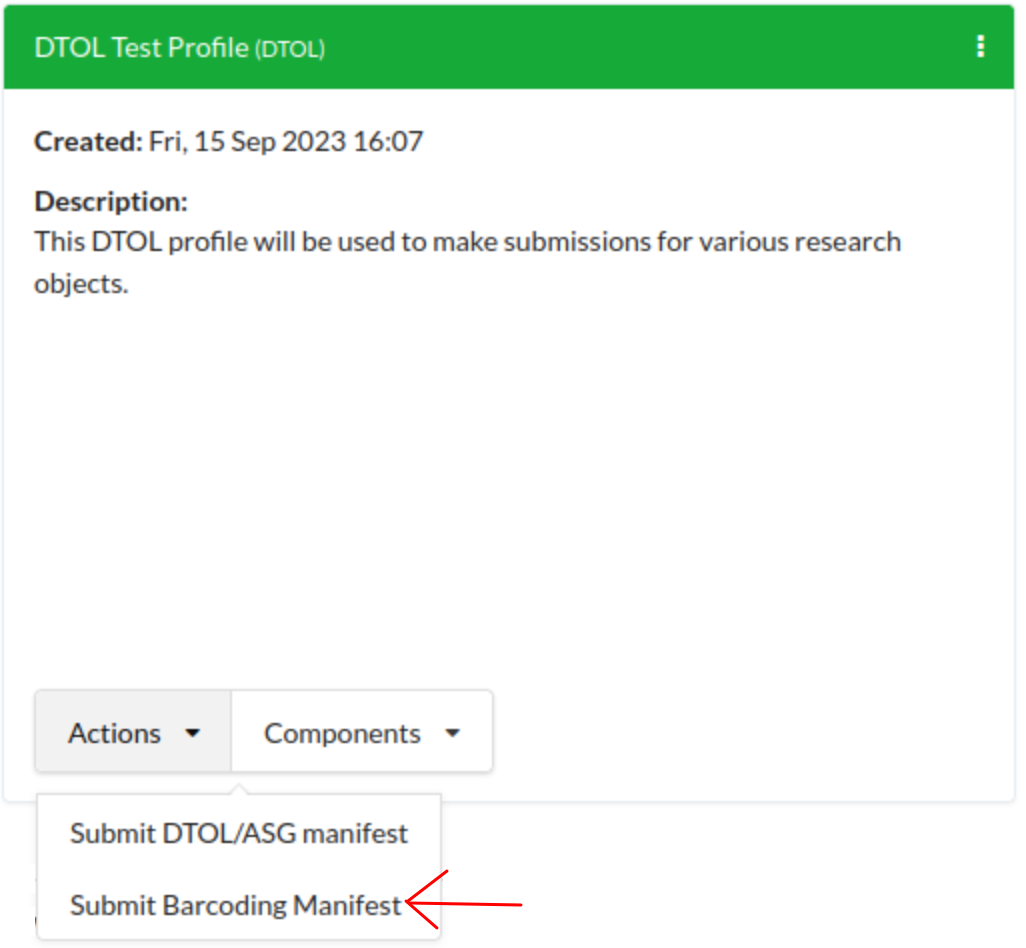 DTOL Test Profile (DTOL)
Created: Fri, 15 Sep 2023 16:07
Description:
This DTOL profile will be used to make submissions for various research
objects.
Actions Components
Submit DTOL/ASG manifest
Submit Barcoding Manifest